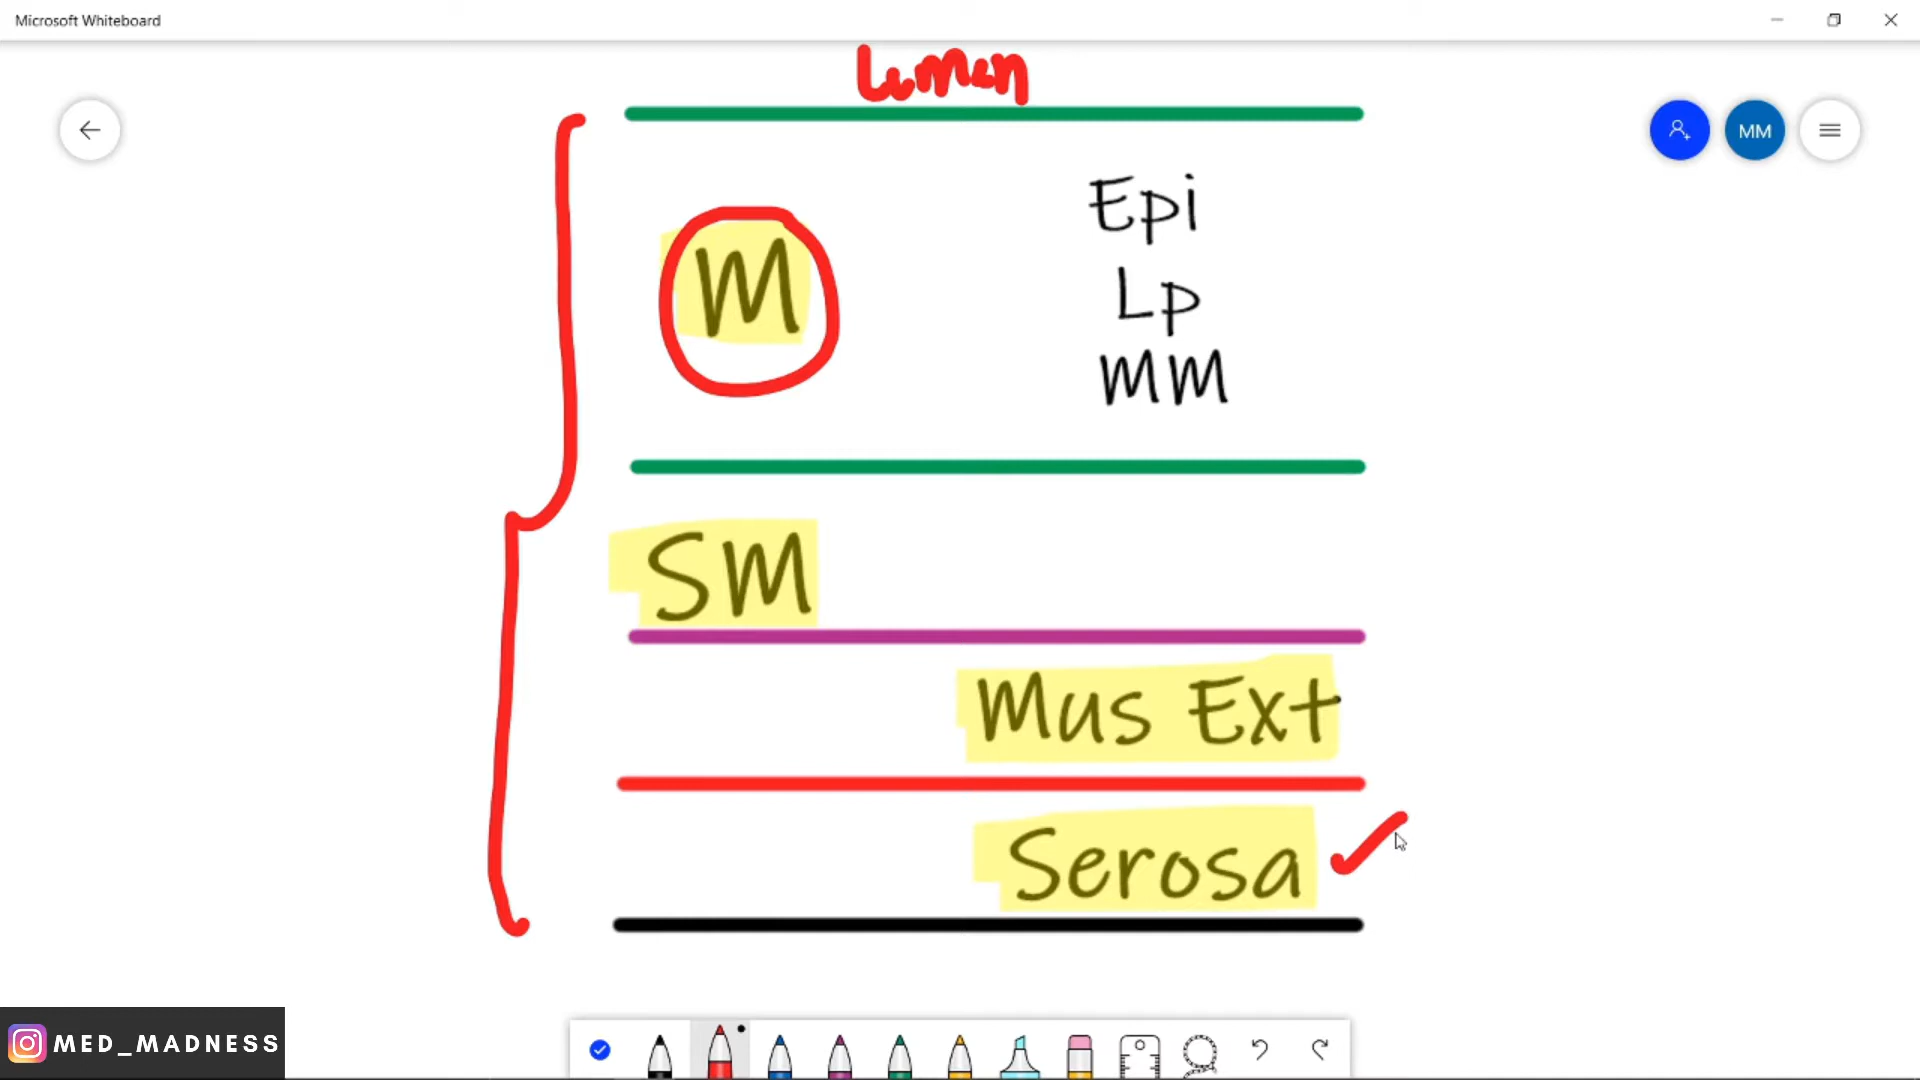 Microsoft Whiteboard
Lumen
MM
Epi
M
Lp
MM
SM
Mus Ext
Serosa
MED_MADNESS